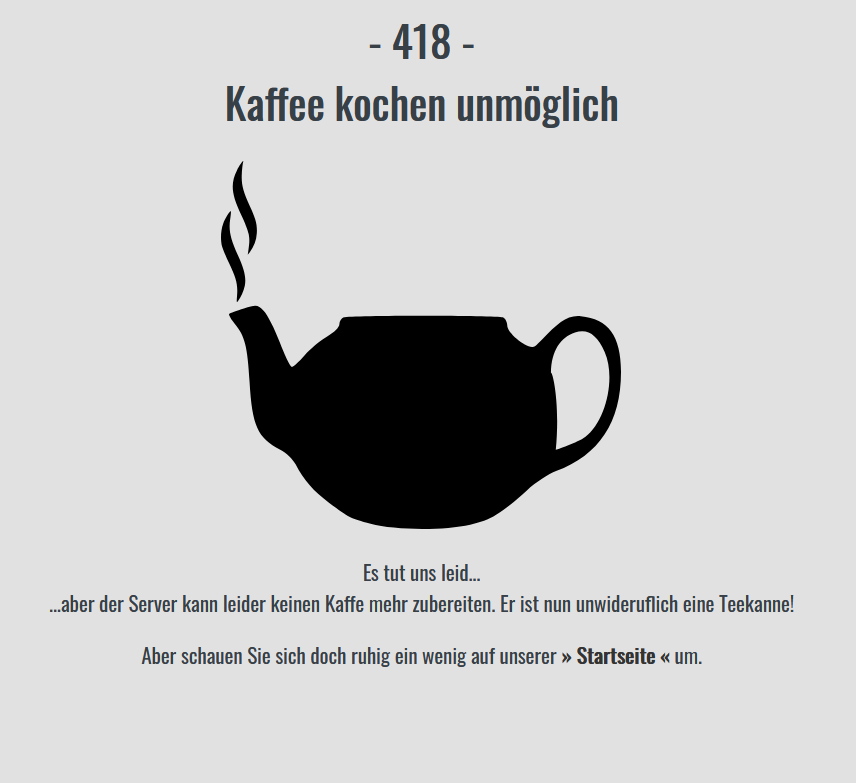 - 418 -
Kaffee kochen unmöglich
Es tut uns leid...
...aber der Server kann leider keinen Kaffe mehr zubereiten. Er ist nun unwideruflich eine Teekanne!
Aber schauen Sie sich doch ruhig ein wenig auf unserer » Startseite « um.